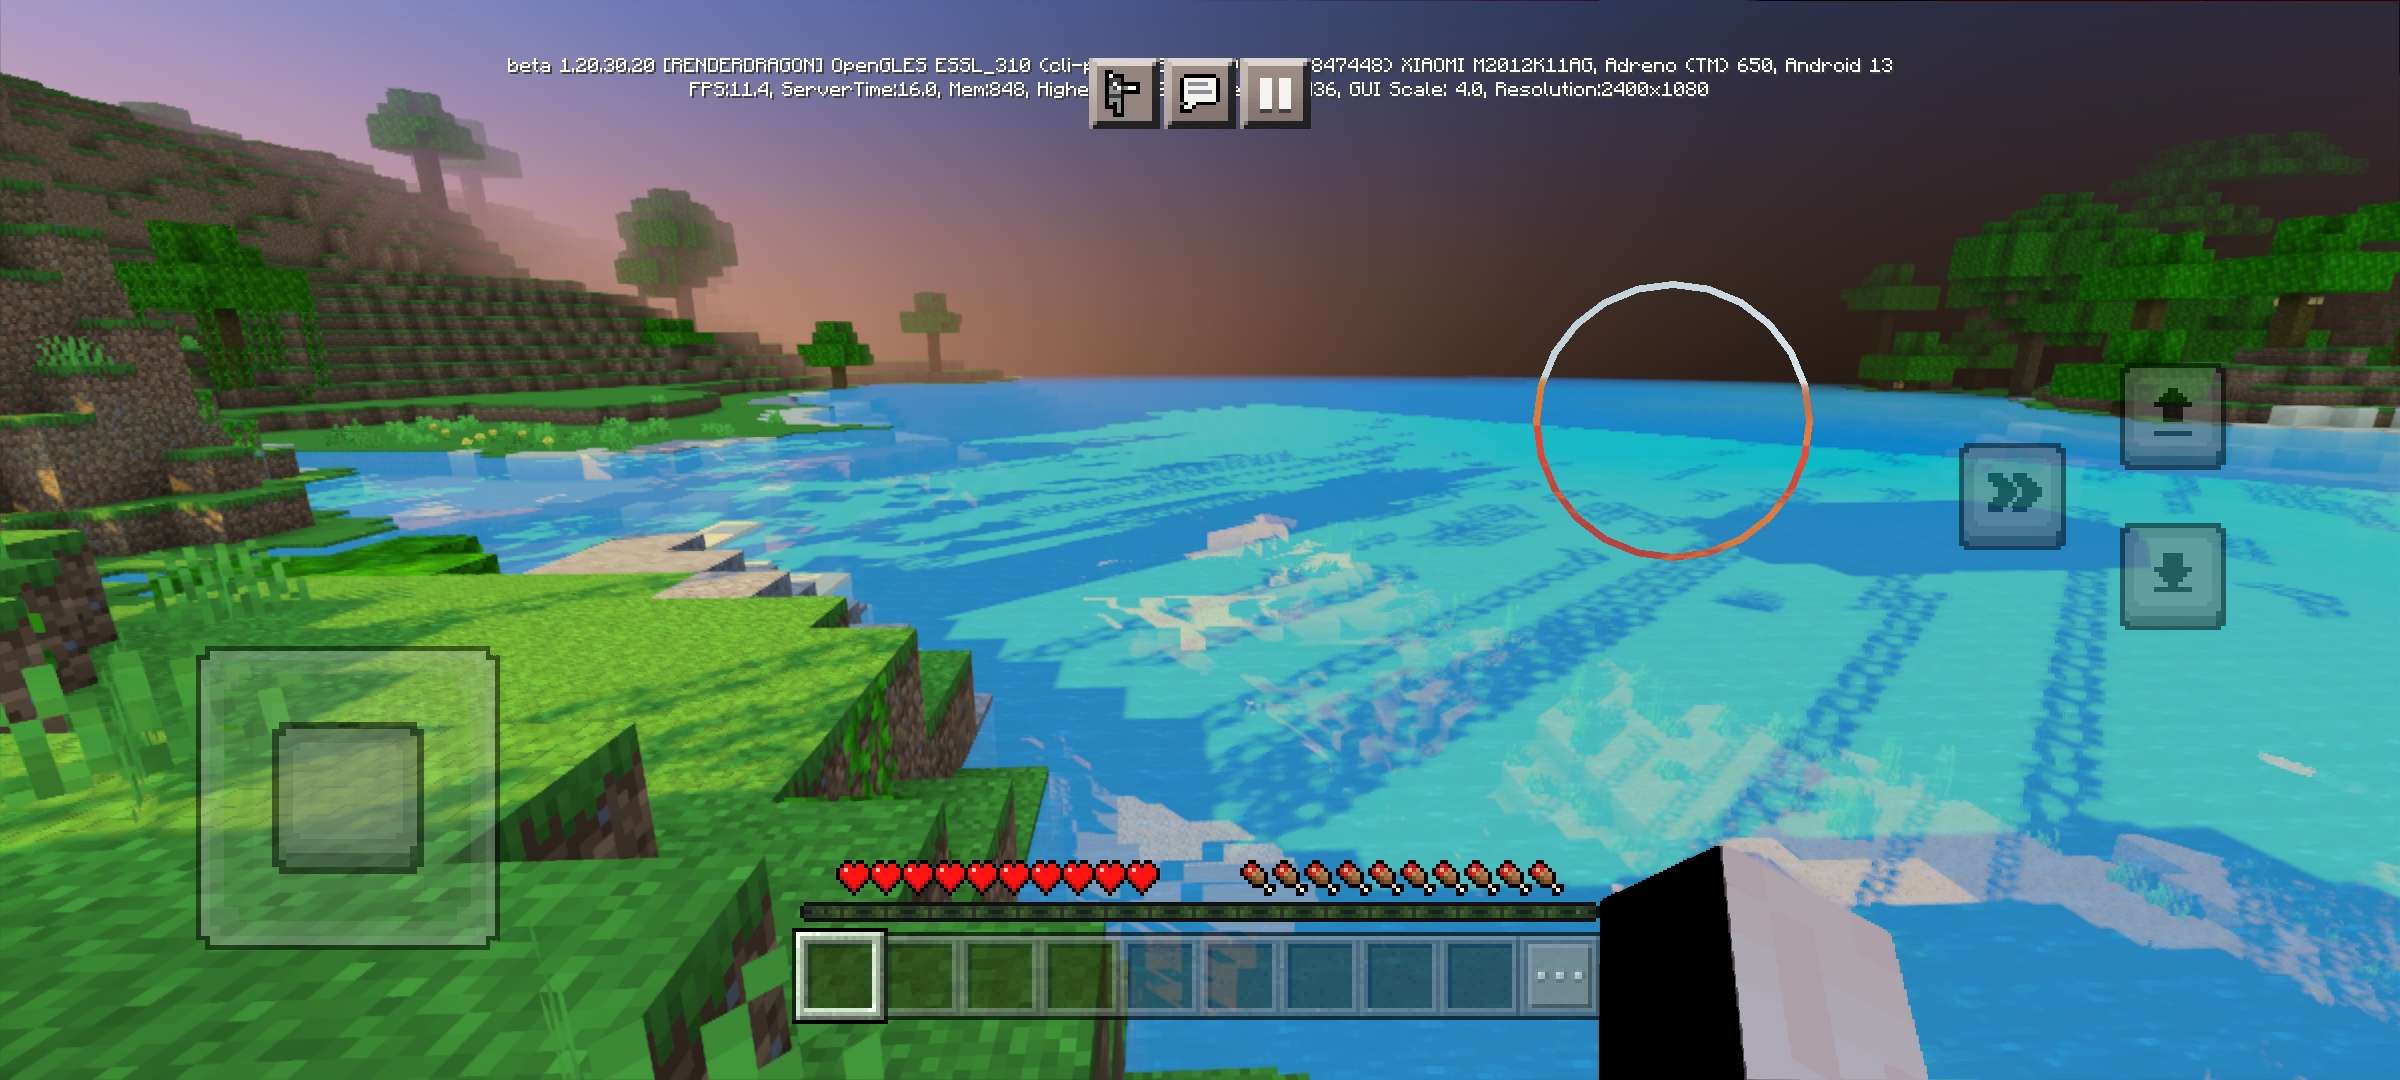 beta 1.20.30.20 [RENDERDRAGON] OpenGLES ESSL_310 (cli-p 847448) XIAOMI M2012K11AG, Adreno (TM) 650, Android 13
FPS:11.4, ServerTime:16.0, Mem:848, Highe 36, GUI Scale: 4.0, Resolution:2400x1080